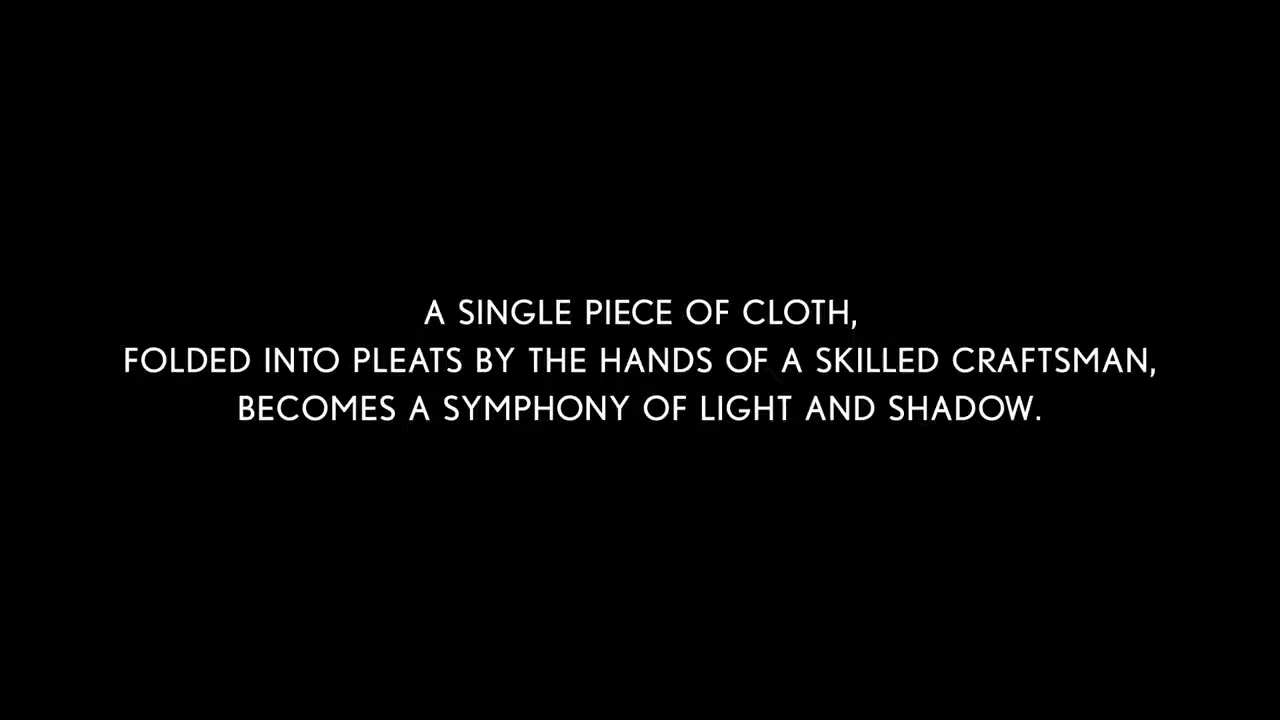 A SINGLE PIECE OF CLOTH,
FOLDED INTO PLEATS BY THE HANDS OF A SKILLED CRAFTSMAN,
BECOMES A SYMPHONY OF LIGHT AND SHADOW.